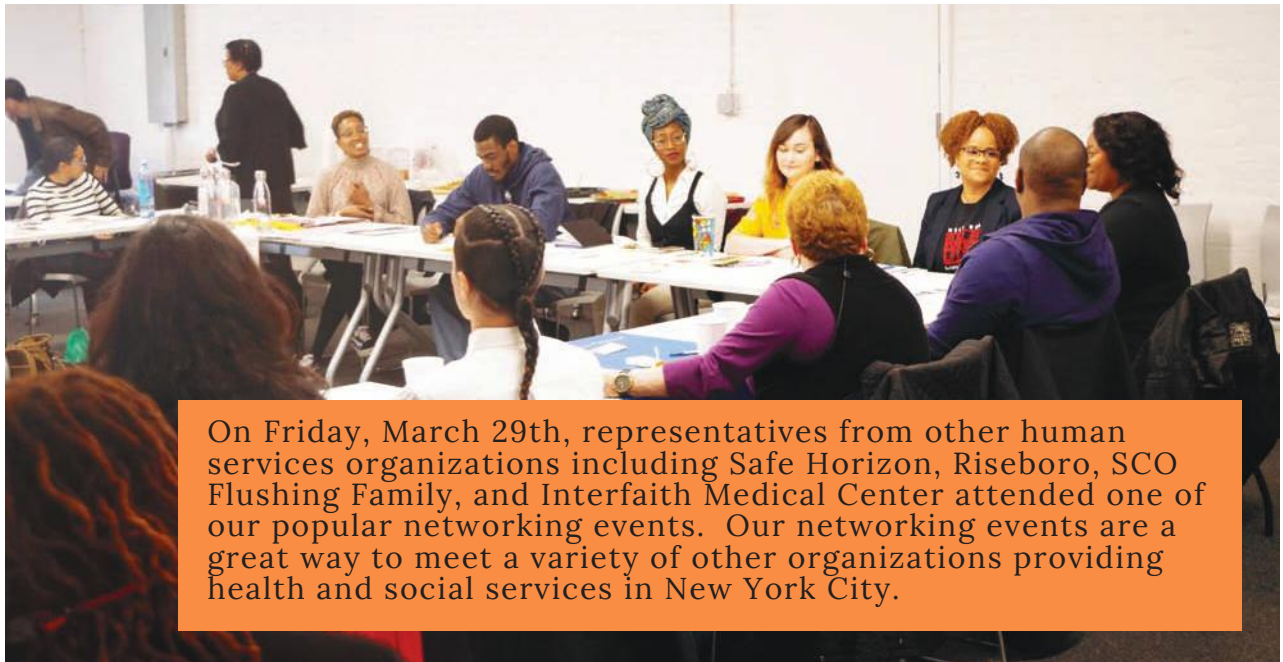 On Friday, March 29th, representatives from other human
services organizations including Safe Horizon, Riseboro, SCO
Flushing Family, and Interfaith Medical Center attended one of
our popular networking events.  Our networking events are a
great way to meet a variety of other organizations providing
health and social services in New York City.